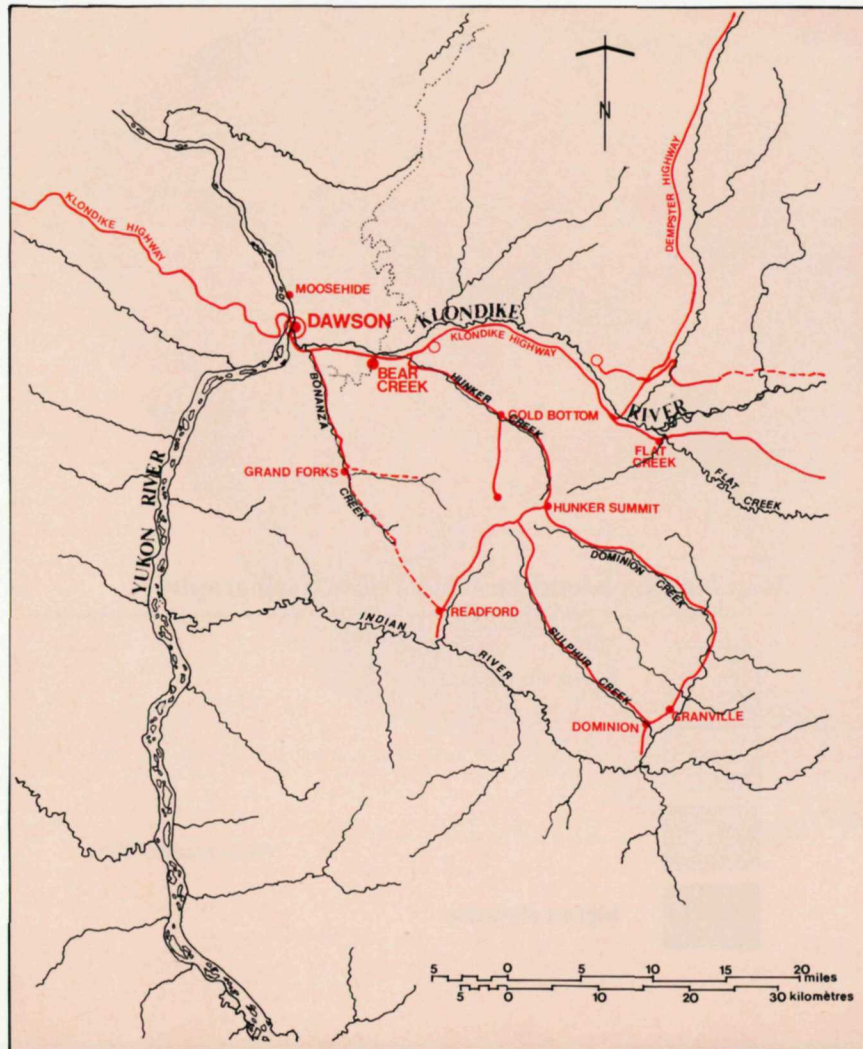 N
KLONDIKE HIGHWAY
DEMPSTER HIGHWAY
MOOSEHIDE
DAWSON
KLONDIKE
KLONDIKE HIGHWAY
BEAR CREEK
BONANZA
HUNKER
CREEK
GOLD BOTTOM
RIVER
FLAT CREEK
FLAT CREEK
GRAND FORKS
CREEK
HUNKER SUMMIT
YUKON RIVER
DOMINION CREEK
READFORD
INDIAN
RIVER
SULPHUR CREEK
GRANVILLE
DOMINION
5 0 5 10 15 20 miles
5 0 10 20 30 kilomètres